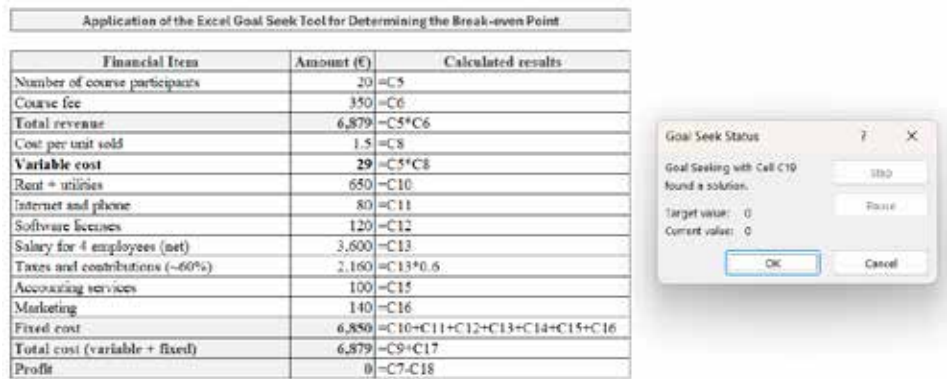 Application of the Excel Goal Seek Tool for Determining the Break-even Point
Financial Item Amount (€) Calculated results
Number of course participants 20 =C5
Course fee 350 =C6
Total revenue 6,879 =C5*C6
Cost per unit sold 1.5 =C8
Variable cost 29 =C5*C8
Rent + utilities 650 =C10
Internet and phone 80 =C11
Software licenses 120 =C12
Salary for 4 employees (net) 3,600 =C13
Taxes and contributions (~60%) 2,160 =C13*0.6
Accounting services 100 =C15
Marketing 140 =C16
Fixed cost 6,850 =C10+C11+C12+C13+C14+C15+C16
Total cost (variable + fixed) 6,879 =C9+C17
Profit 0 =C7-C18
Goal Seek Status ? ×
Goal Seeking with Cell C19
found a solution.
Target value: 0
Current value: 0
Step
Pause
OK
Cancel